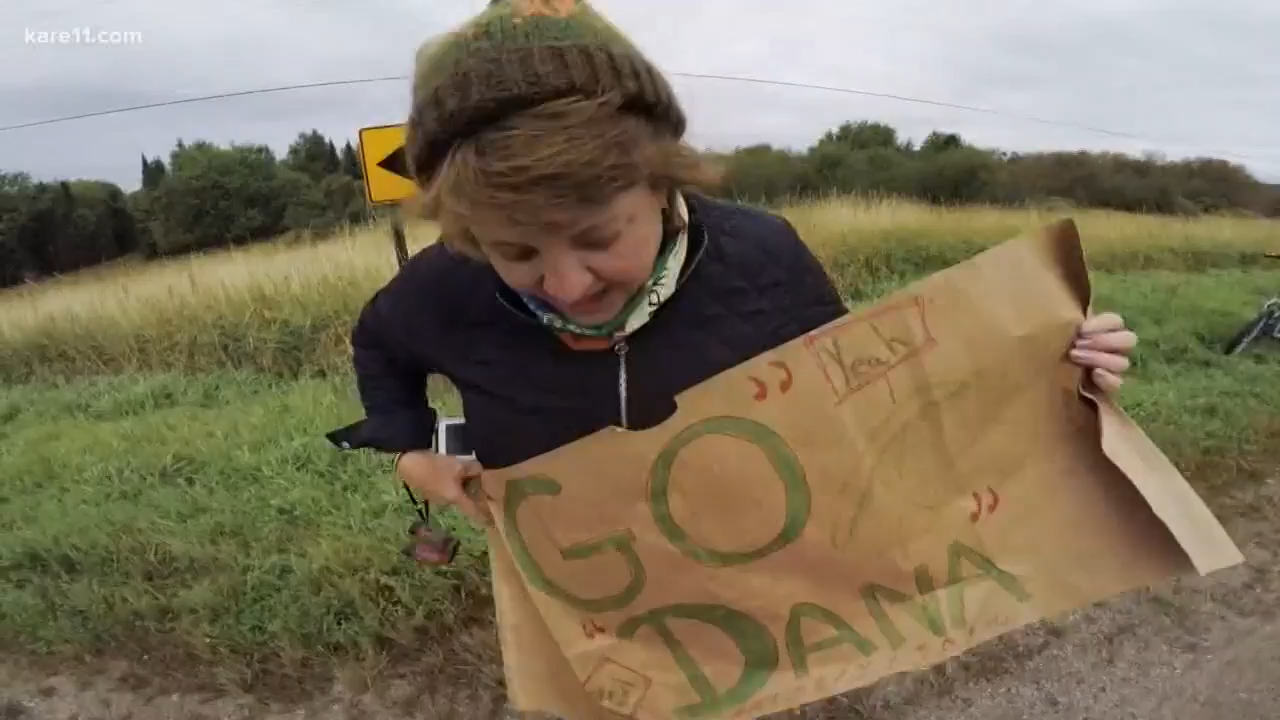 kare11.com
” Yeah
GO
“ DANA ”